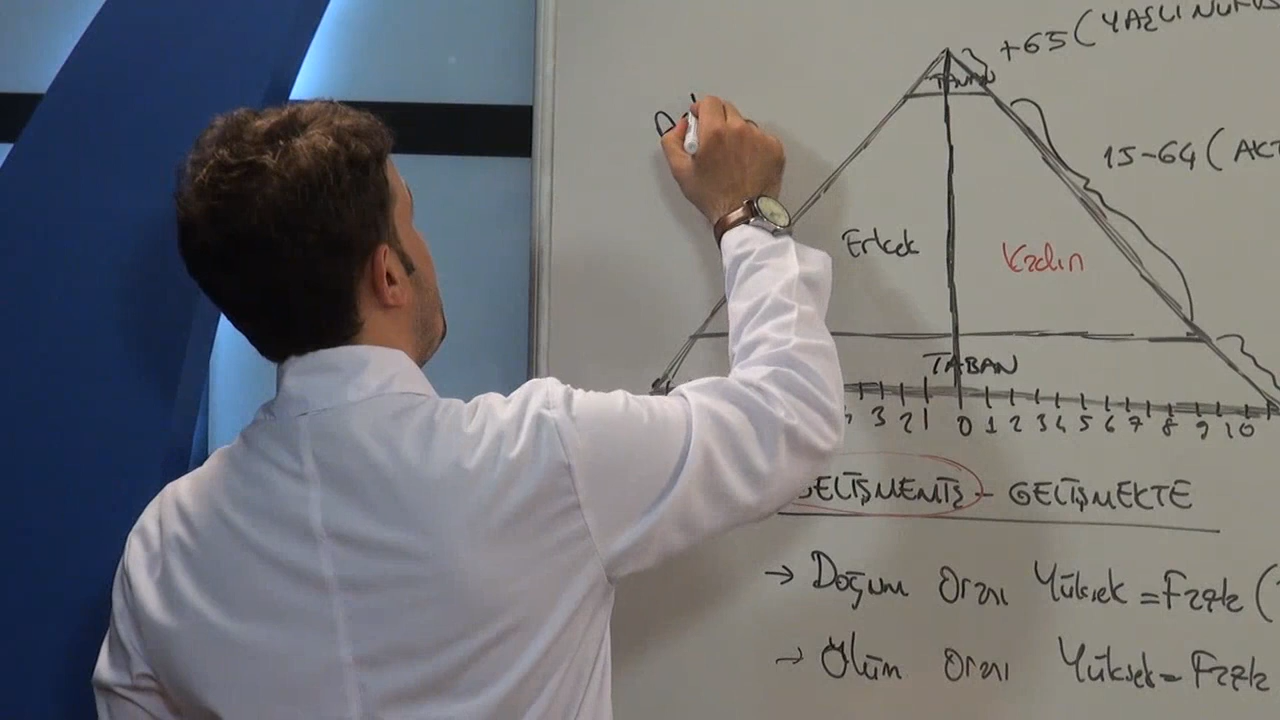 +65 (YAŞLI NÜFUS
TAVAN
15-64 (AKT
Erkek Kadın
TABAN
3 2 1 0 1 2 3 4 5 6 7 8 9 10
GELİŞMEMİŞ - GELİŞMEKTE
→ Doğum Oranı Yüksek = Fazla (
→ Ölüm Oranı Yüksek = Fazla